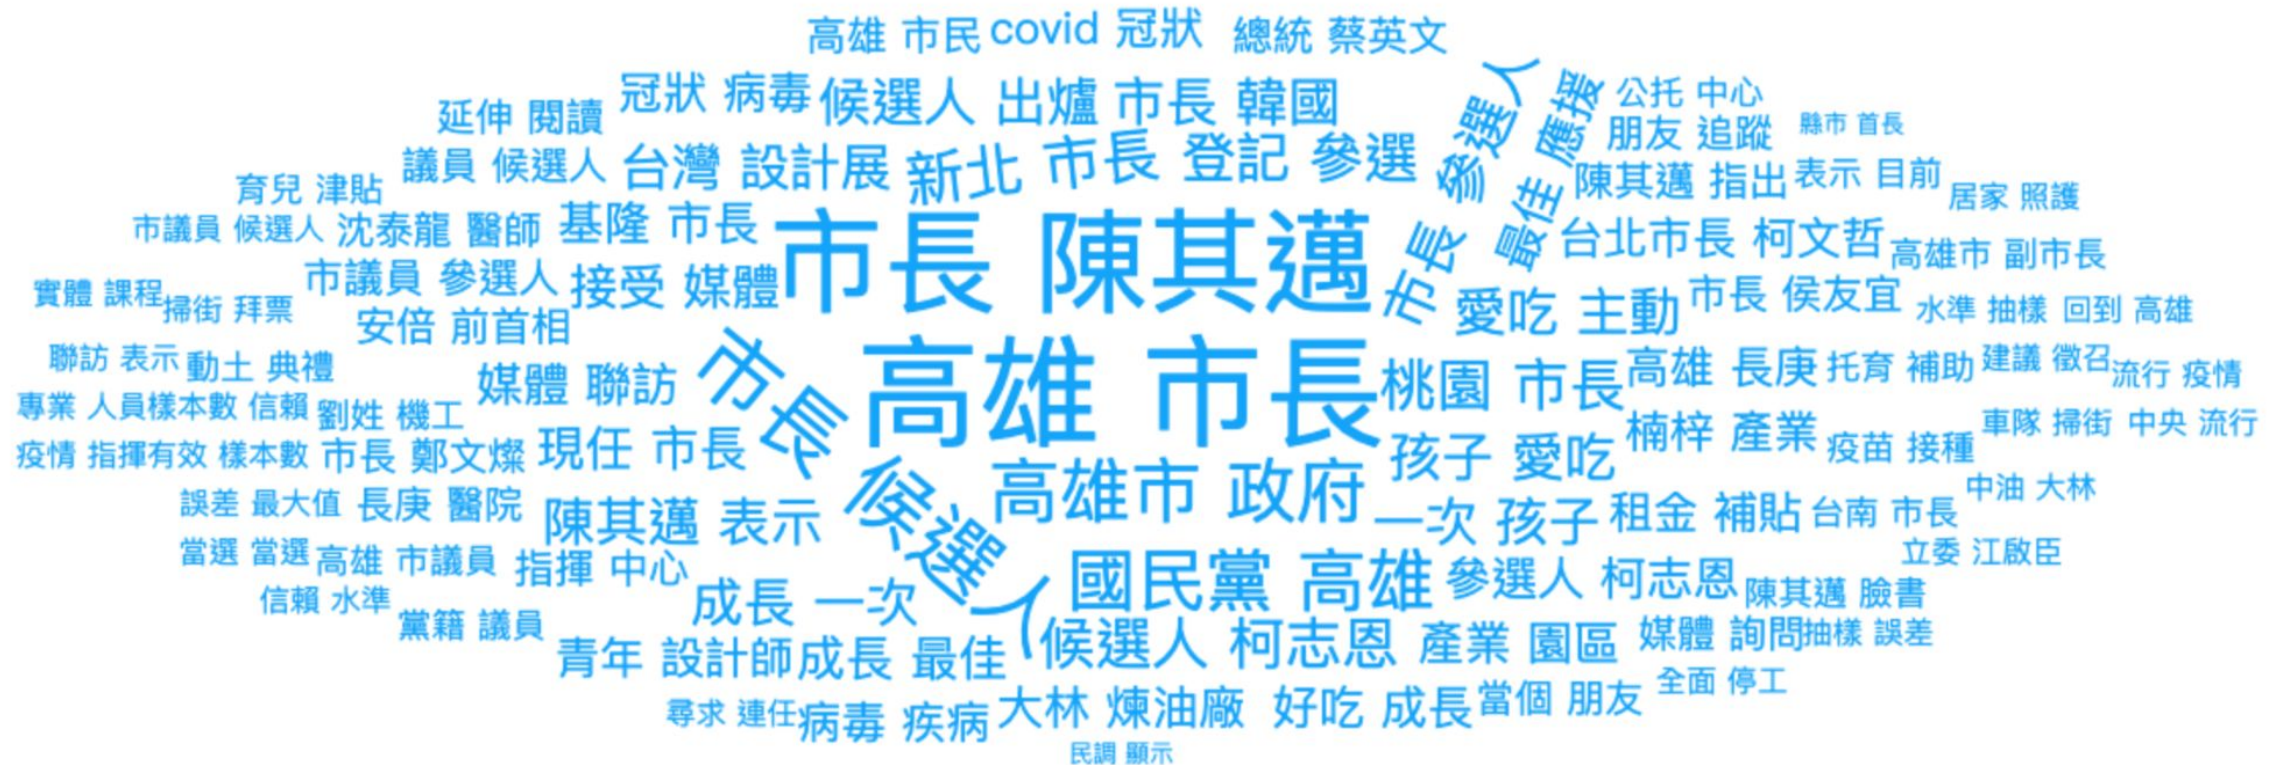 高雄 市民 covid 冠狀 總統 蔡英文
冠狀 病毒 候選人 出爐 市長 韓國
延伸 閱讀
公托 中心
縣市 首長
朋友 追蹤
最佳 應援
市長 參選人
議員 候選人 台灣 設計展 新北 市長 登記 參選
陳其邁 指出 表示 目前
育兒 津貼
居家 照護
市議員 候選人 沈泰龍 醫師 基隆 市長
市長 陳其邁
台北市長 柯文哲 高雄市 副市長
市議員 參選人 接受 媒體
實體 課程 掃街 拜票
愛吃 主動 市長 侯友宜 水準 抽樣 回到 高雄
安倍 前首相
聯訪 表示 動土 典禮
媒體 聯訪
市長 候選人
高雄 市長
桃園 市長 高雄 長庚 托育 補助 建議 徵召 流行 疫情
專業 人員 樣本數 信賴 劉姓 機工
車隊 掃街 中央 流行
疫情 指揮 有效 樣本數 市長 鄭文燦 現任 市長
孩子 愛吃 楠梓 產業 疫苗 接種
高雄市 政府
中油 大林
誤差 最大值 長庚 醫院 陳其邁 表示
一次 孩子 租金 補貼 台南 市長
當選 當選 高雄 市議員 指揮 中心
立委 江啟臣
國民黨 高雄 參選人 柯志恩 陳其邁 臉書
信賴 水準
成長 一次
黨籍 議員
候選人 柯志恩 產業 園區 媒體 詢問 抽樣 誤差
青年 設計師 成長 最佳
全面 停工
尋求 連任 病毒 疾病 大林 煉油廠 好吃 成長 當個 朋友
民調 顯示